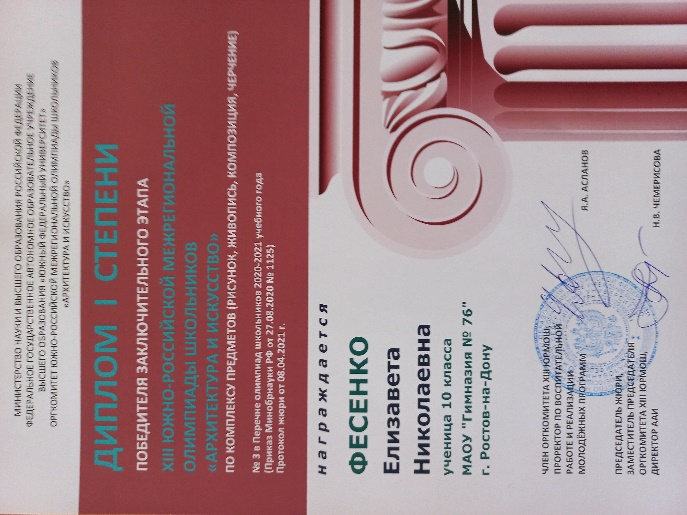 МИНИСТЕРСТВО НАУКИ И ВЫСШЕГО ОБРАЗОВАНИЯ РОССИЙСКОЙ ФЕДЕРАЦИИ
ФЕДЕРАЛЬНОЕ ГОСУДАРСТВЕННОЕ АВТОНОМНОЕ ОБРАЗОВАТЕЛЬНОЕ УЧРЕЖДЕНИЕ
ВЫСШЕГО ОБРАЗОВАНИЯ «ЮЖНЫЙ ФЕДЕРАЛЬНЫЙ УНИВЕРСИТЕТ»
ОРГКОМИТЕТ ЮЖНО-РОССИЙСКОЙ МЕЖРЕГИОНАЛЬНОЙ ОЛИМПИАДЫ ШКОЛЬНИКОВ
«АРХИТЕКТУРА И ИСКУССТВО»
ДИПЛОМ I СТЕПЕНИ
ПОБЕДИТЕЛЯ ЗАКЛЮЧИТЕЛЬНОГО ЭТАПА
XIII ЮЖНО-РОССИЙСКОЙ МЕЖРЕГИОНАЛЬНОЙ
ОЛИМПИАДЫ ШКОЛЬНИКОВ
«АРХИТЕКТУРА И ИСКУССТВО»
ПО КОМПЛЕКСУ ПРЕДМЕТОВ (РИСУНОК, ЖИВОПИСЬ, КОМПОЗИЦИЯ, ЧЕРЧЕНИЕ)
№ 3 в Перечне олимпиад школьников 2020-2021 учебного года
(Приказ Минобрнауки РФ от 27.08.2020 № 1125)
Протокол жюри от 08.04.2021 г.
награждается
ФЕСЕНКО
Елизавета
Николаевна
ученица 10 класса
МАОУ "Гимназия № 76"
г. Ростов-на-Дону
ЧЛЕН ОРГКОМИТЕТА XIII ЮРМОШ,
ПРОРЕКТОР ПО ВОСПИТАТЕЛЬНОЙ
РАБОТЕ И РЕАЛИЗАЦИИ
МОЛОДЁЖНЫХ ПРОГРАММ
Я.А. АСЛАНОВ
ПРЕДСЕДАТЕЛЬ ЖЮРИ,
ЗАМЕСТИТЕЛЬ ПРЕДСЕДАТЕЛЯ
ОРГКОМИТЕТА XIII ЮРМОШ,
ДИРЕКТОР ААИ
Н.В. ЧЕМЕРИСОВА